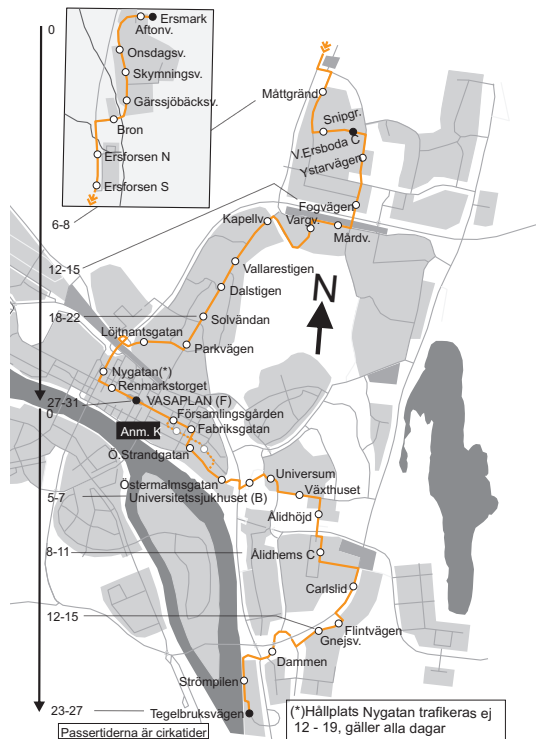 0
Ersmark
Aftonv.
Onsdagsv.
Skymningsv.
Gärssjöbäcksv.
Bron
Ersforsen N
Ersforsen S
Måttgränd
Snipgr.
V.Ersboda C
Ystarvägen
Fogvägen
6-8
Kapellv.
Vargv.
Mårdv.
12-15
Vallarestigen
Dalstigen
N
18-22
Solvändan
Löjtnantsgatan
Parkvägen
Nygatan(*)
Renmarkstorget
27-31
VASAPLAN (F)
0
Församlingsgården
Anm. K
Fabriksgatan
Ö.Strandgatan
Universum
Östermalmsgatan
Växthuset
5-7
Universitetssjukhuset (B)
Ålidhöjd
8-11
Ålidhems C
Carlslid
12-15
Flintvägen
Gnejsv.
Dammen
Strömpilen
23-27
Tegelbruksvägen
(*)Hållplats Nygatan trafikeras ej
12 - 19, gäller alla dagar
Passertiderna är cirkatider